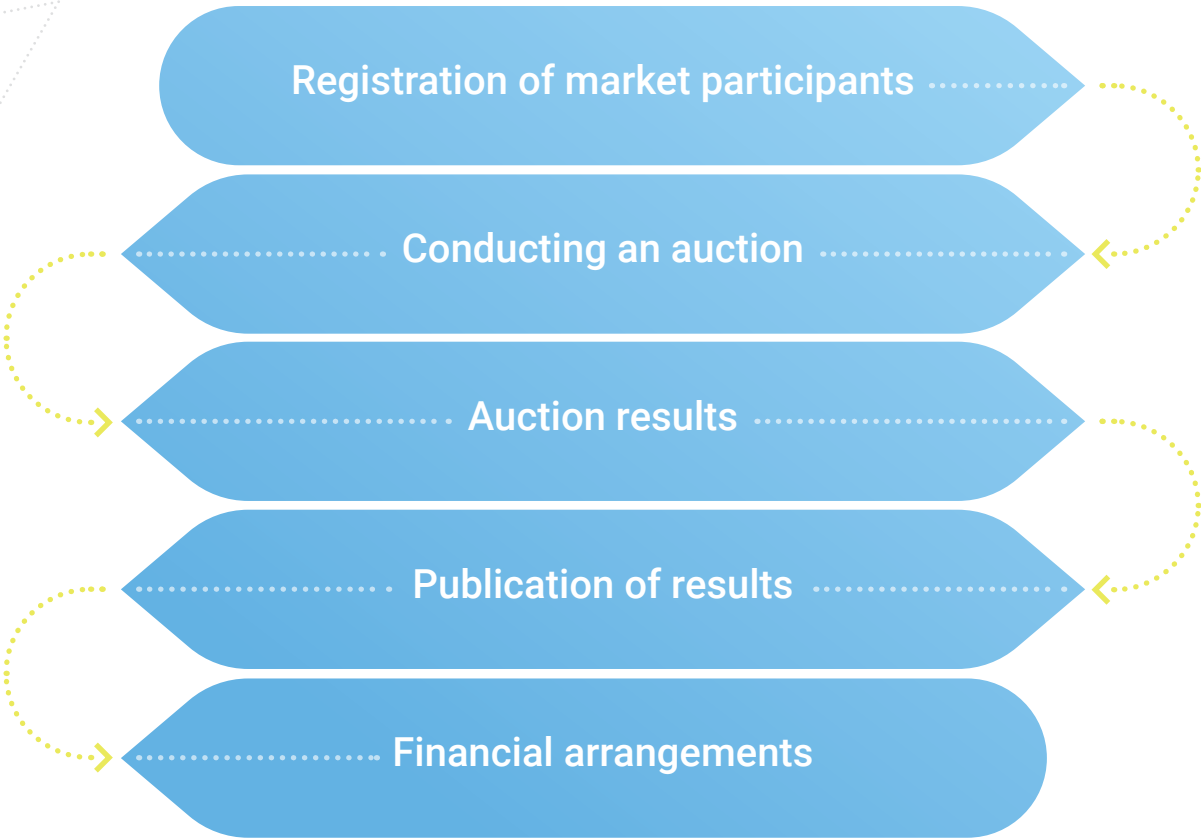 Registration of market participants
Conducting an auction
Auction results
Publication of results
Financial arrangements